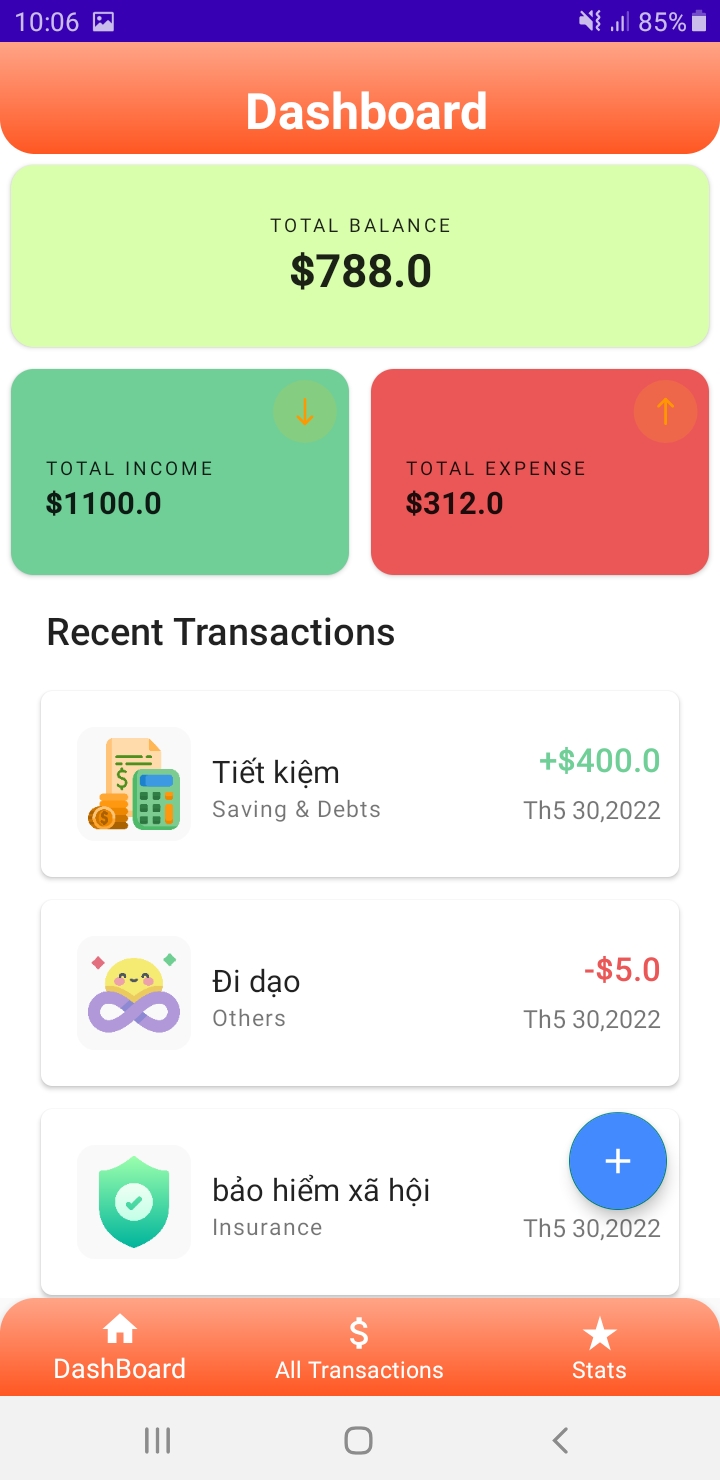 10:06 85%
Dashboard
TOTAL BALANCE
$788.0
TOTAL INCOME
$1100.0
TOTAL EXPENSE
$312.0
Recent Transactions
Tiết kiệm
+$400.0
Saving & Debts
Th5 30,2022
Đi dạo
-$5.0
Others
Th5 30,2022
bảo hiểm xã hội
Insurance
Th5 30,2022
DashBoard
All Transactions
Stats